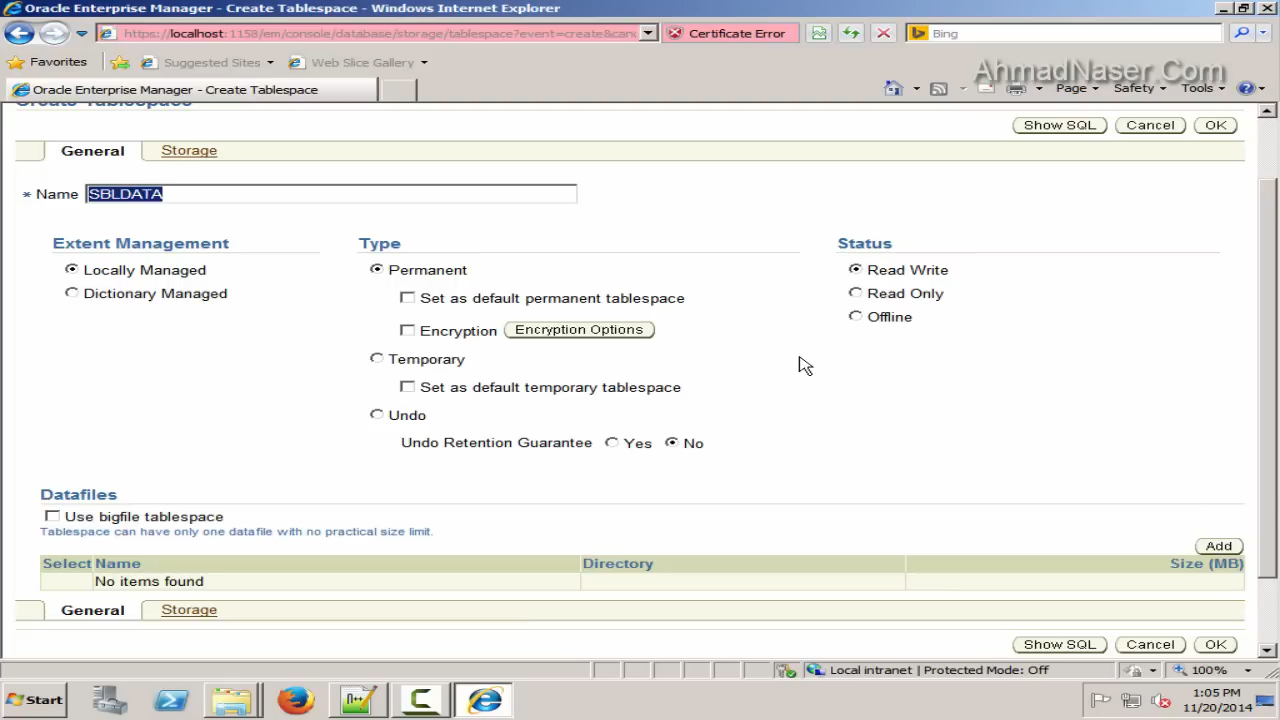 Oracle Enterprise Manager - Create Tablespace - Windows Internet Explorer
https://localhost:1158/em/console/database/storage/tablespace?event=create&can
Certificate Error
Bing
Favorites
Suggested Sites
Web Slice Gallery
AhmadNaser.Com
Oracle Enterprise Manager - Create Tablespace
Page
Safety
Tools
Create Tablespace
Show SQL
Cancel
OK
General
Storage
* Name SBLDATA
Extent Management
Type
Status
Locally Managed
Permanent
Read Write
Dictionary Managed
Set as default permanent tablespace
Read Only
Encryption
Encryption Options
Offline
Temporary
Set as default temporary tablespace
Undo
Undo Retention Guarantee Yes No
Datafiles
Use bigfile tablespace
Tablespace can have only one datafile with no practical size limit.
Add
Select Name
Directory
Size (MB)
No items found
General
Storage
Show SQL
Cancel
OK
Local intranet | Protected Mode: Off
100%
Start
1:05 PM
11/20/2014